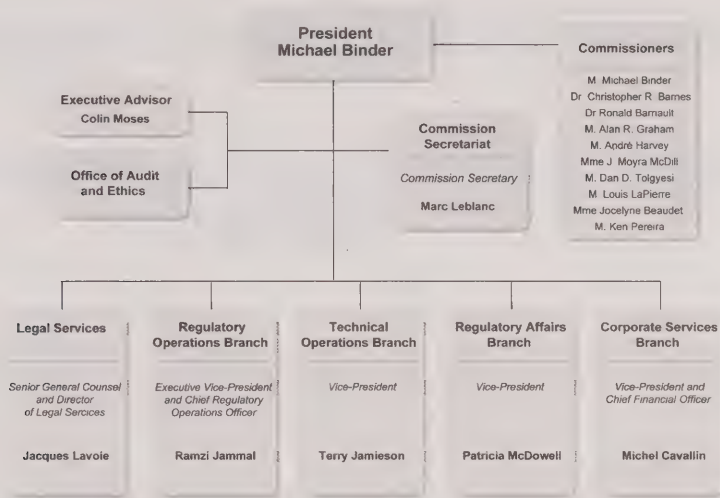 President
Michael Binder
Commissioners
M. Michael Binder
Dr Christopher R. Barnes
Dr Ronald Barriault
M. Alan R. Graham
M. André Harvey
Mme J Moyra McDill
M. Dan D. Tolgyesi
M Louis LaPierre
Mme Jocelyne Beaudet
M. Ken Pereira
Executive Advisor
Colin Moses
Office of Audit
and Ethics
Commission
Secretariat
Commission Secretary
Marc Leblanc
Legal Services
Senior General Counsel
and Director
of Legal Sercices
Jacques Lavoie
Regulatory
Operations Branch
Executive Vice-President
and Chief Regulatory
Operations Officer
Ramzi Jammal
Technical
Operations Branch
Vice-President
Terry Jamieson
Regulatory Affairs
Branch
Vice-President
Patricia McDowell
Corporate Services
Branch
Vice-President and
Chief Financial Officer
Michel Cavallin